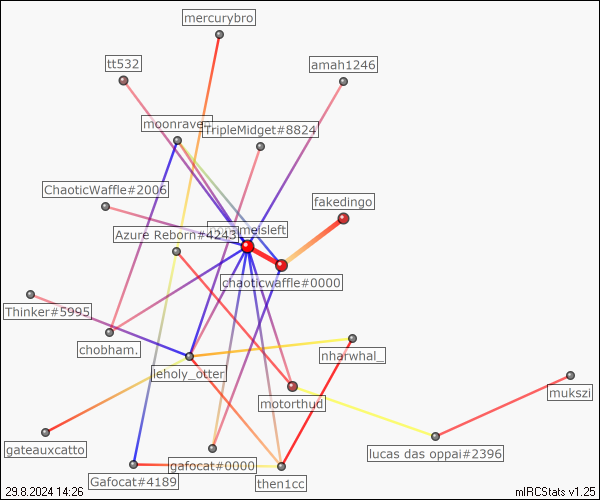 mercurybro
tt532
amah1246
moonraven
TripleMidget#8824
ChaoticWaffle#2006
fakedingo
melsleft
Azure Reborn#4243
chaoticwaffle#0000
Thinker#5995
chobham.
nharwhal_
leholy_otter
motorthud
mukszi
gateauxcatto
lucas das oppai#2396
gafocat#0000
Gafocat#4189
then1cc
29.8.2024 14:26
mIRCStats v1.25